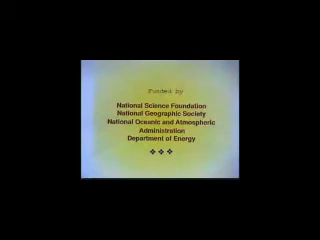 Funded by
National Science Foundation
National Geographic Society
National Oceanic and Atmospheric
Administration
Department of Energy